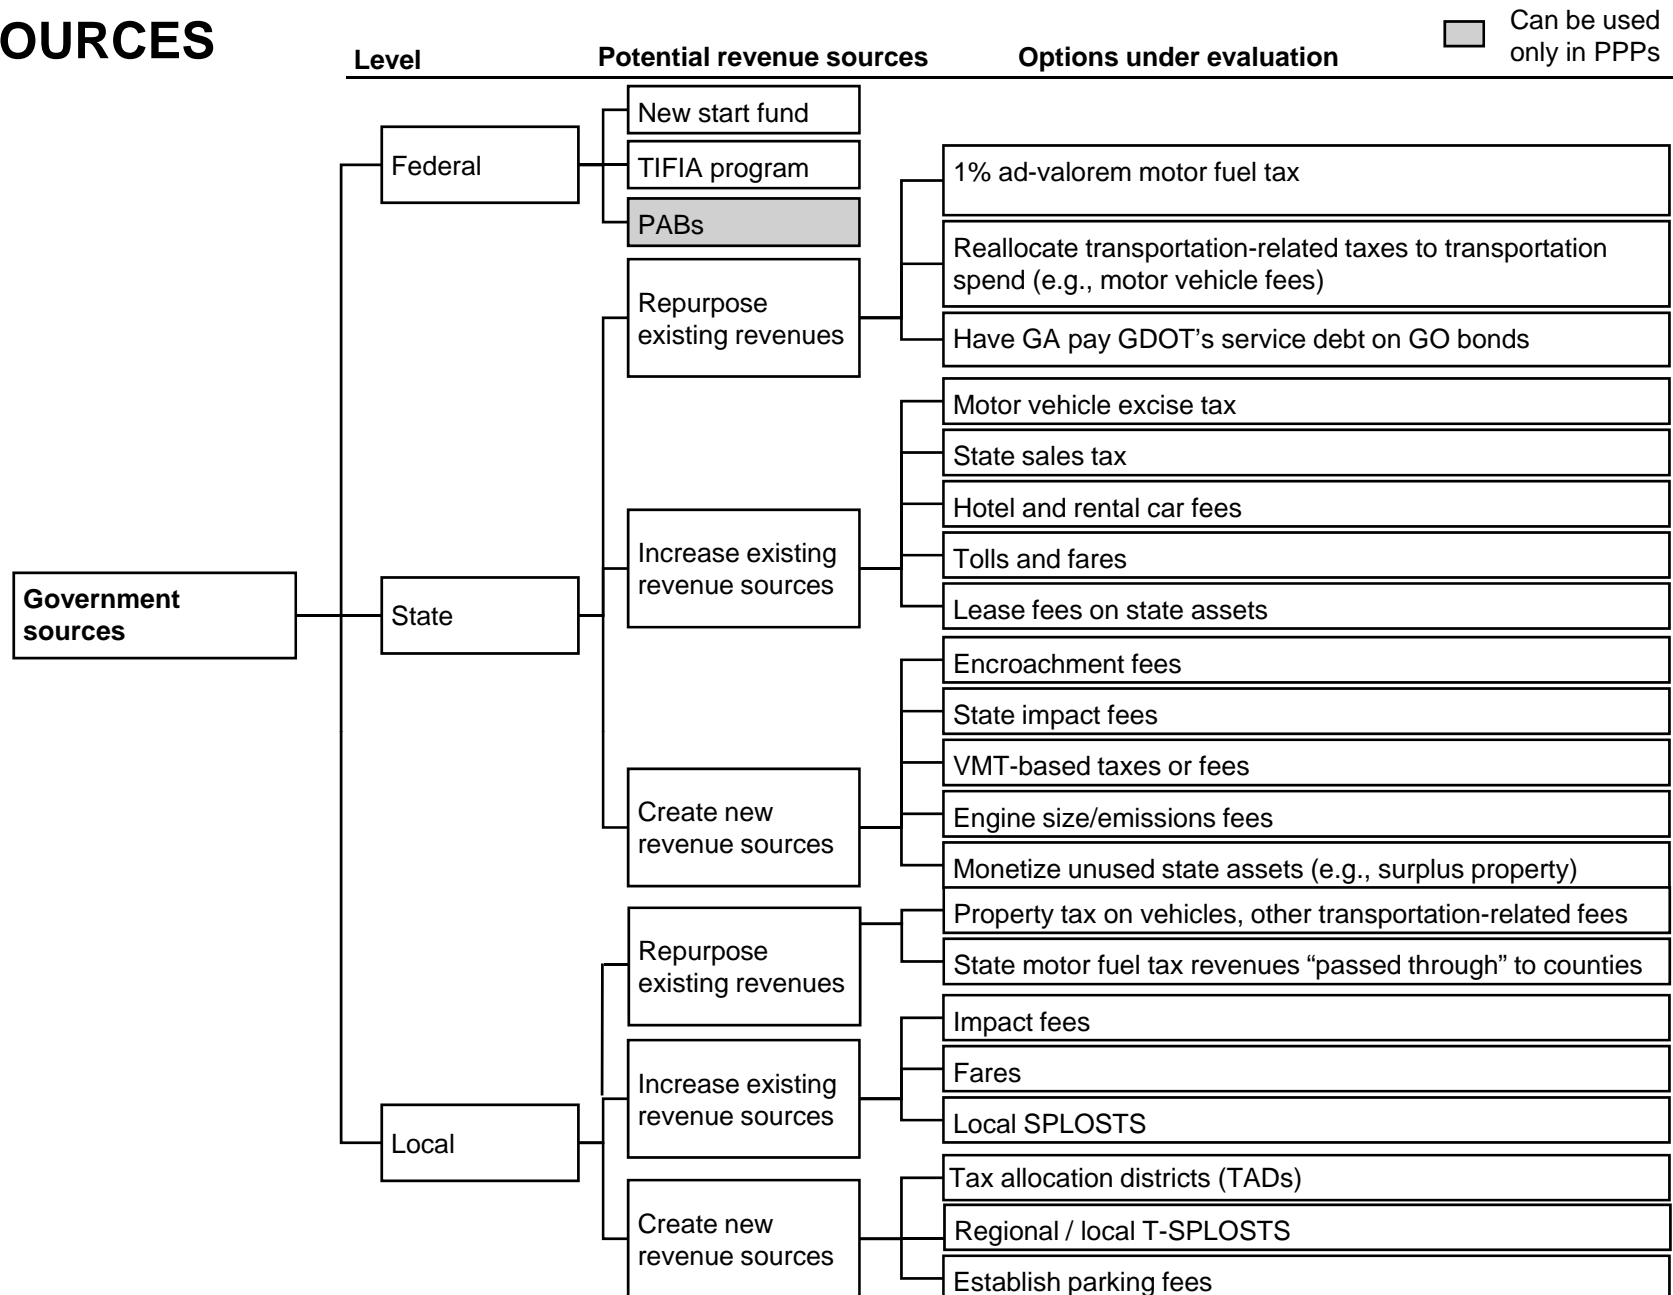 OURCES
Can be used
only in PPPs
Level
Potential revenue sources
Options under evaluation
Government
sources
Federal
New start fund
TIFIA program
PABs
State
Repurpose
existing revenues
1% ad-valorem motor fuel tax
Reallocate transportation-related taxes to transportation
spend (e.g., motor vehicle fees)
Have GA pay GDOT’s service debt on GO bonds
Increase existing
revenue sources
Motor vehicle excise tax
State sales tax
Hotel and rental car fees
Tolls and fares
Lease fees on state assets
Create new
revenue sources
Encroachment fees
State impact fees
VMT-based taxes or fees
Engine size/emissions fees
Monetize unused state assets (e.g., surplus property)
Local
Repurpose
existing revenues
Property tax on vehicles, other transportation-related fees
State motor fuel tax revenues “passed through” to counties
Increase existing
revenue sources
Impact fees
Fares
Local SPLOSTS
Create new
revenue sources
Tax allocation districts (TADs)
Regional / local T-SPLOSTS
Establish parking fees